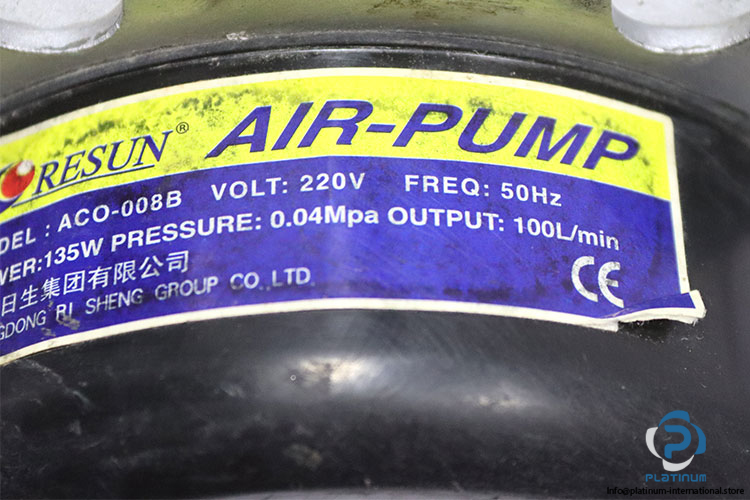 RESUN® AIR-PUMP
DEL : ACO-008B VOLT: 220V FREQ: 50Hz
WER:135W PRESSURE: 0.04Mpa OUTPUT: 100L/min
日生集团有限公司
GDONG RI SHENG GROUP CO.,LTD.
CE
PLATINUM
Info@platinum-international.store